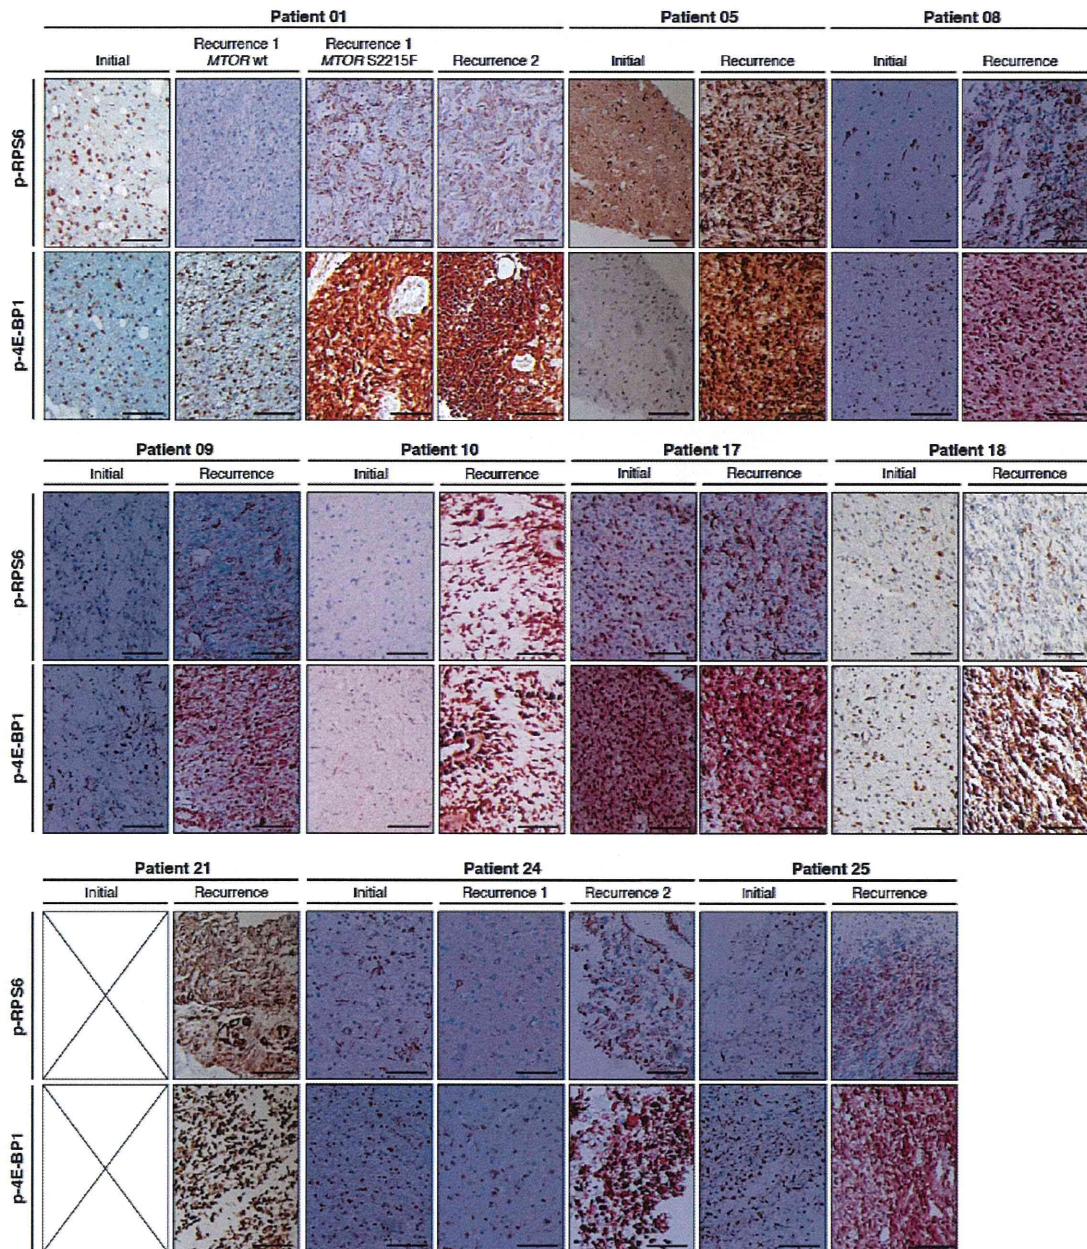 Patient 01 Patient 05 Patient 08
Initial Recurrence 1 MTOR wt Recurrence 1 MTOR S2215F Recurrence 2 Initial Recurrence Initial Recurrence
p-RPS6
p-4E-BP1
Patient 09 Patient 10 Patient 17 Patient 18
Initial Recurrence Initial Recurrence Initial Recurrence Initial Recurrence
p-RPS6
p-4E-BP1
Patient 21 Patient 24 Patient 25
Initial Recurrence Initial Recurrence 1 Recurrence 2 Initial Recurrence
p-RPS6
p-4E-BP1